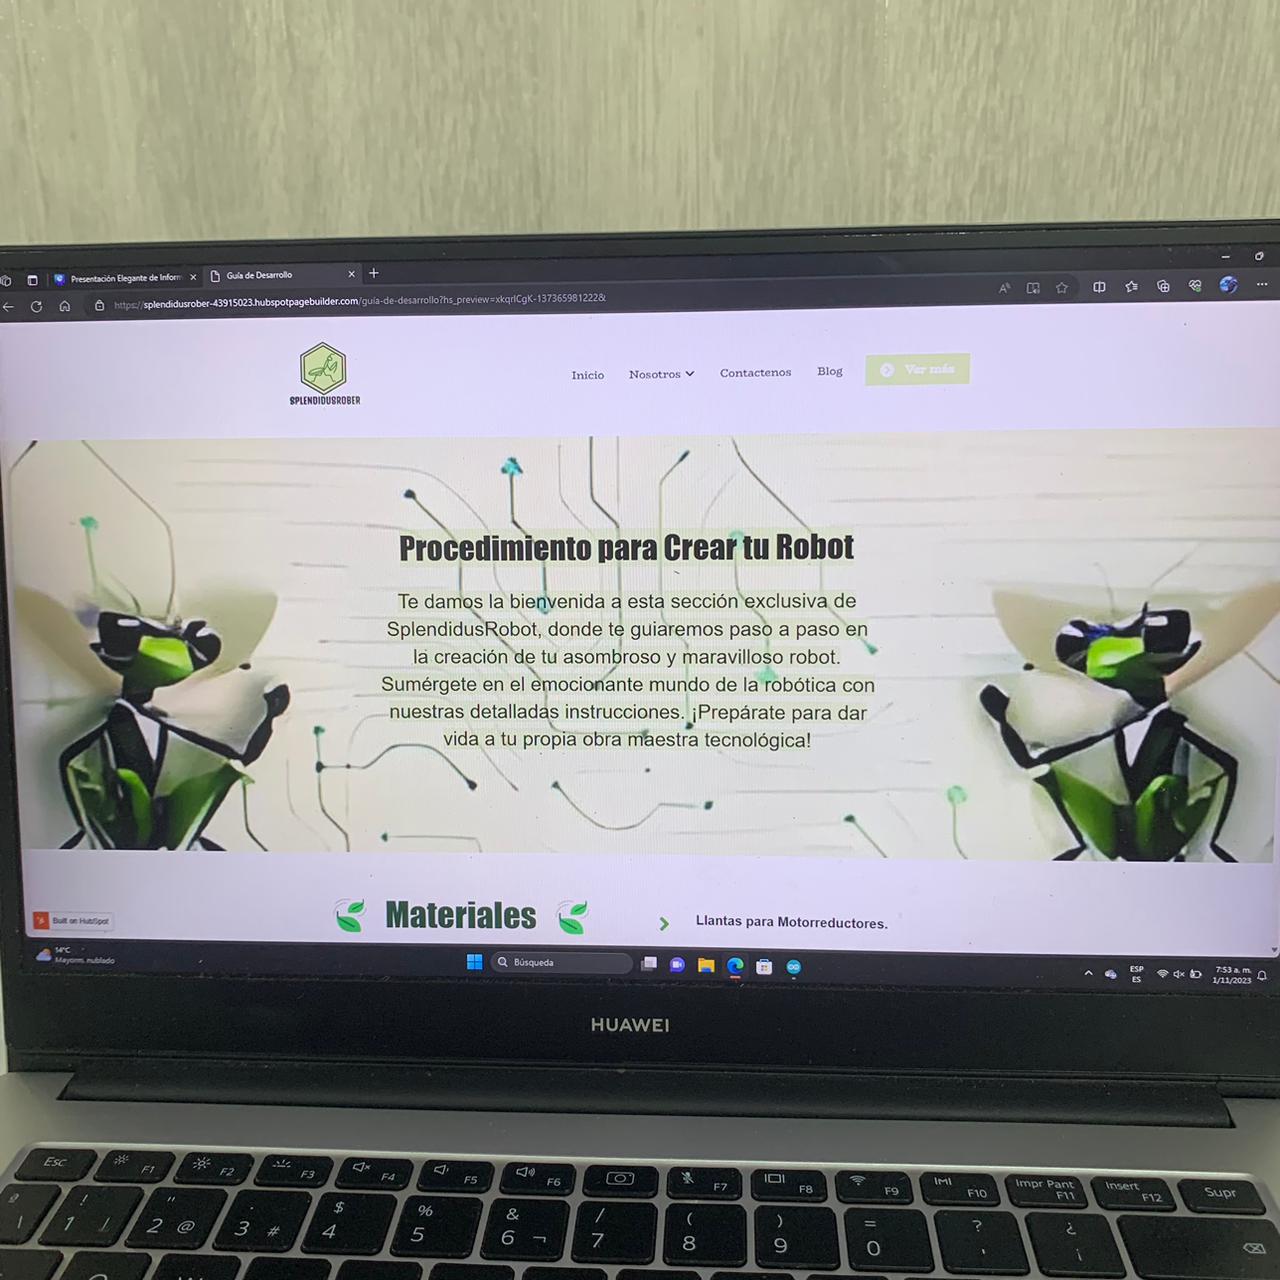 Presentación Elegante de Inform
Guía de Desarrollo
https://splendidusrober-43915023.hubspotpagebuilder.com/guía-de-desarrollo?hs_preview=xkqrlCgK-137365981222&
SPLENDIDUSROBER
Inicio
Nosotros
Contactenos
Blog
Ver más
Procedimiento para Crear tu Robot
Te damos la bienvenida a esta sección exclusiva de
SplendidusRobot, donde te guiaremos paso a paso en
la creación de tu asombroso y maravilloso robot.
Sumérgete en el emocionante mundo de la robótica con
nuestras detalladas instrucciones. ¡Prepárate para dar
vida a tu propia obra maestra tecnológica!
Materiales
Llantas para Motorreductores.
Built on HubSpot
14°C
Mayorm. nublado
Búsqueda
ESP
ES
7:53 a. m.
1/11/2023
HUAWEI
Esc F1 F2 F3 F4 F5 F6 F7 F8 F9 F10 Impr Pant F11 Insert F12 Supr
! " · $ % & / ( ) = ? ¿
\ 1 2 @ 3 # 4 5 6 ¬ 7 8 9 0 ' ¡